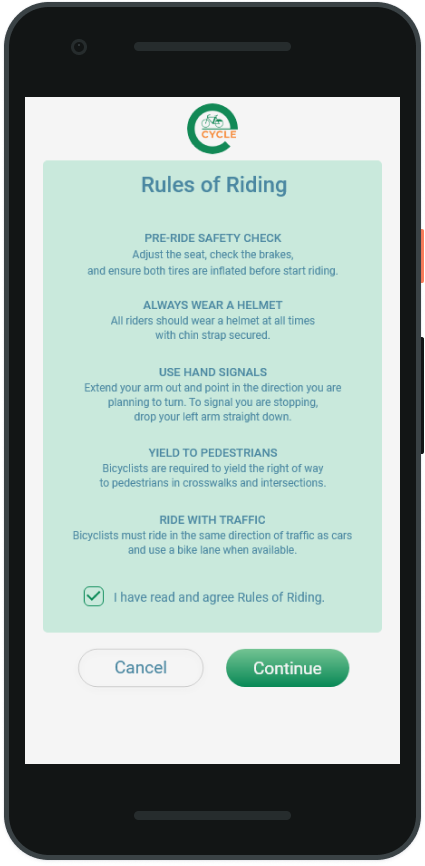 CYCLE
Rules of Riding
PRE-RIDE SAFETY CHECK
Adjust the seat, check the brakes,
and ensure both tires are inflated before start riding.
ALWAYS WEAR A HELMET
All riders should wear a helmet at all times
with chin strap secured.
USE HAND SIGNALS
Extend your arm out and point in the direction you are
planning to turn. To signal you are stopping,
drop your left arm straight down.
YIELD TO PEDESTRIANS
Bicyclists are required to yield the right of way
to pedestrians in crosswalks and intersections.
RIDE WITH TRAFFIC
Bicyclists must ride in the same direction of traffic as cars
and use a bike lane when available.
I have read and agree Rules of Riding.
Cancel
Continue